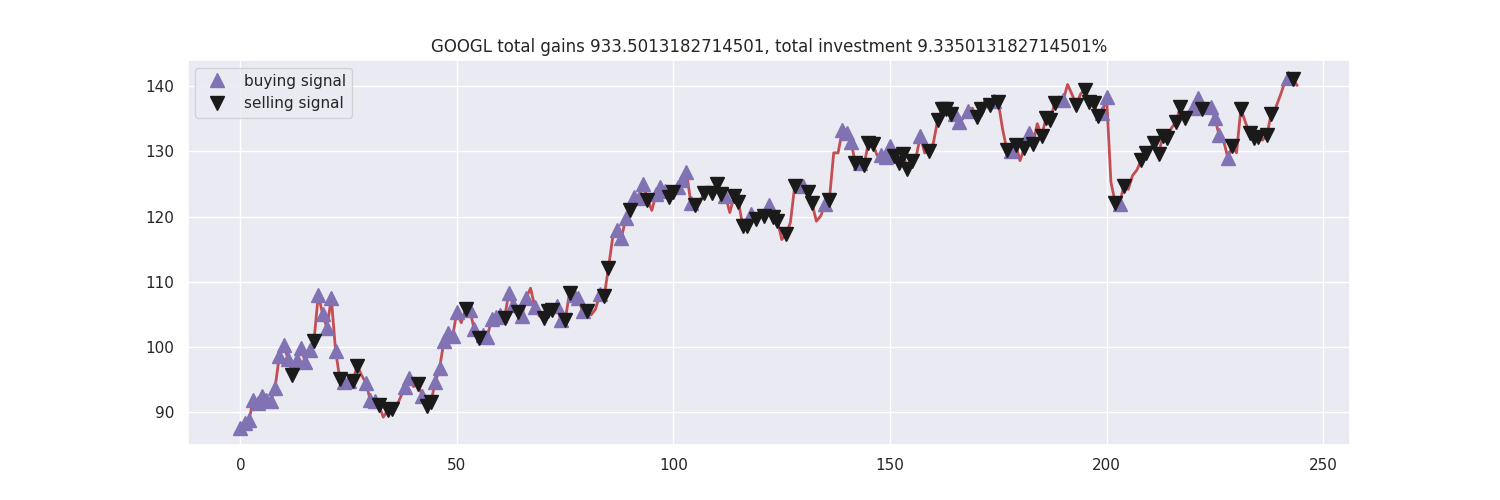 GOOGL total gains 933.5013182714501, total investment 9.335013182714501%
buying signal
selling signal
140
130
120
110
100
90
0 50 100 150 200 250